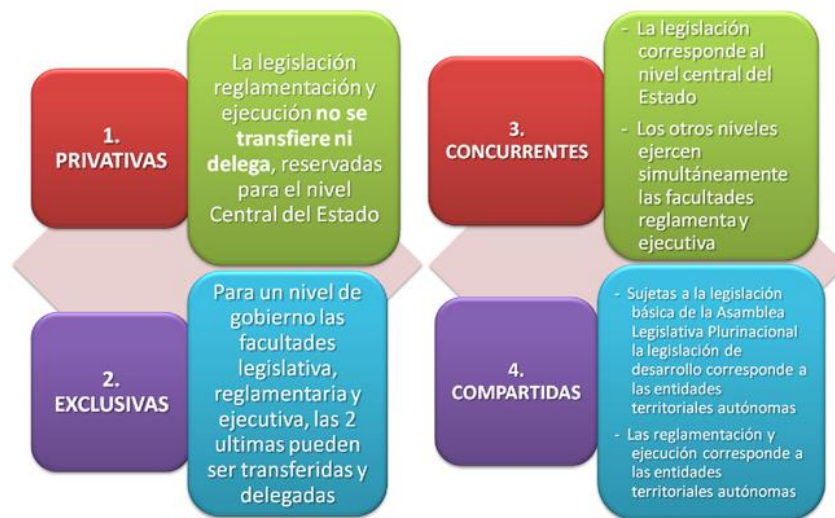 1.
PRIVATIVAS
La legislación
reglamentación y
ejecución no se
transfiere ni
delega, reservadas
para el nivel
Central del Estado
2.
EXCLUSIVAS
Para un nivel de
gobierno las
facultades
legislativa,
reglamentaria y
ejecutiva, las 2
ultimas pueden
ser transferidas y
delegadas
3.
CONCURRENTES
- La legislación
corresponde al
nivel central del
Estado
- Los otros niveles
ejercen
simultáneamente
las facultades
reglamenta y
ejecutiva
4.
COMPARTIDAS
- Sujetas a la legislación
básica de la Asamblea
Legislativa Plurinacional
la legislación de
desarrollo corresponde a
las entidades
territoriales autónomas
- Las reglamentación y
ejecución corresponde a
las entidades
territoriales autónomas